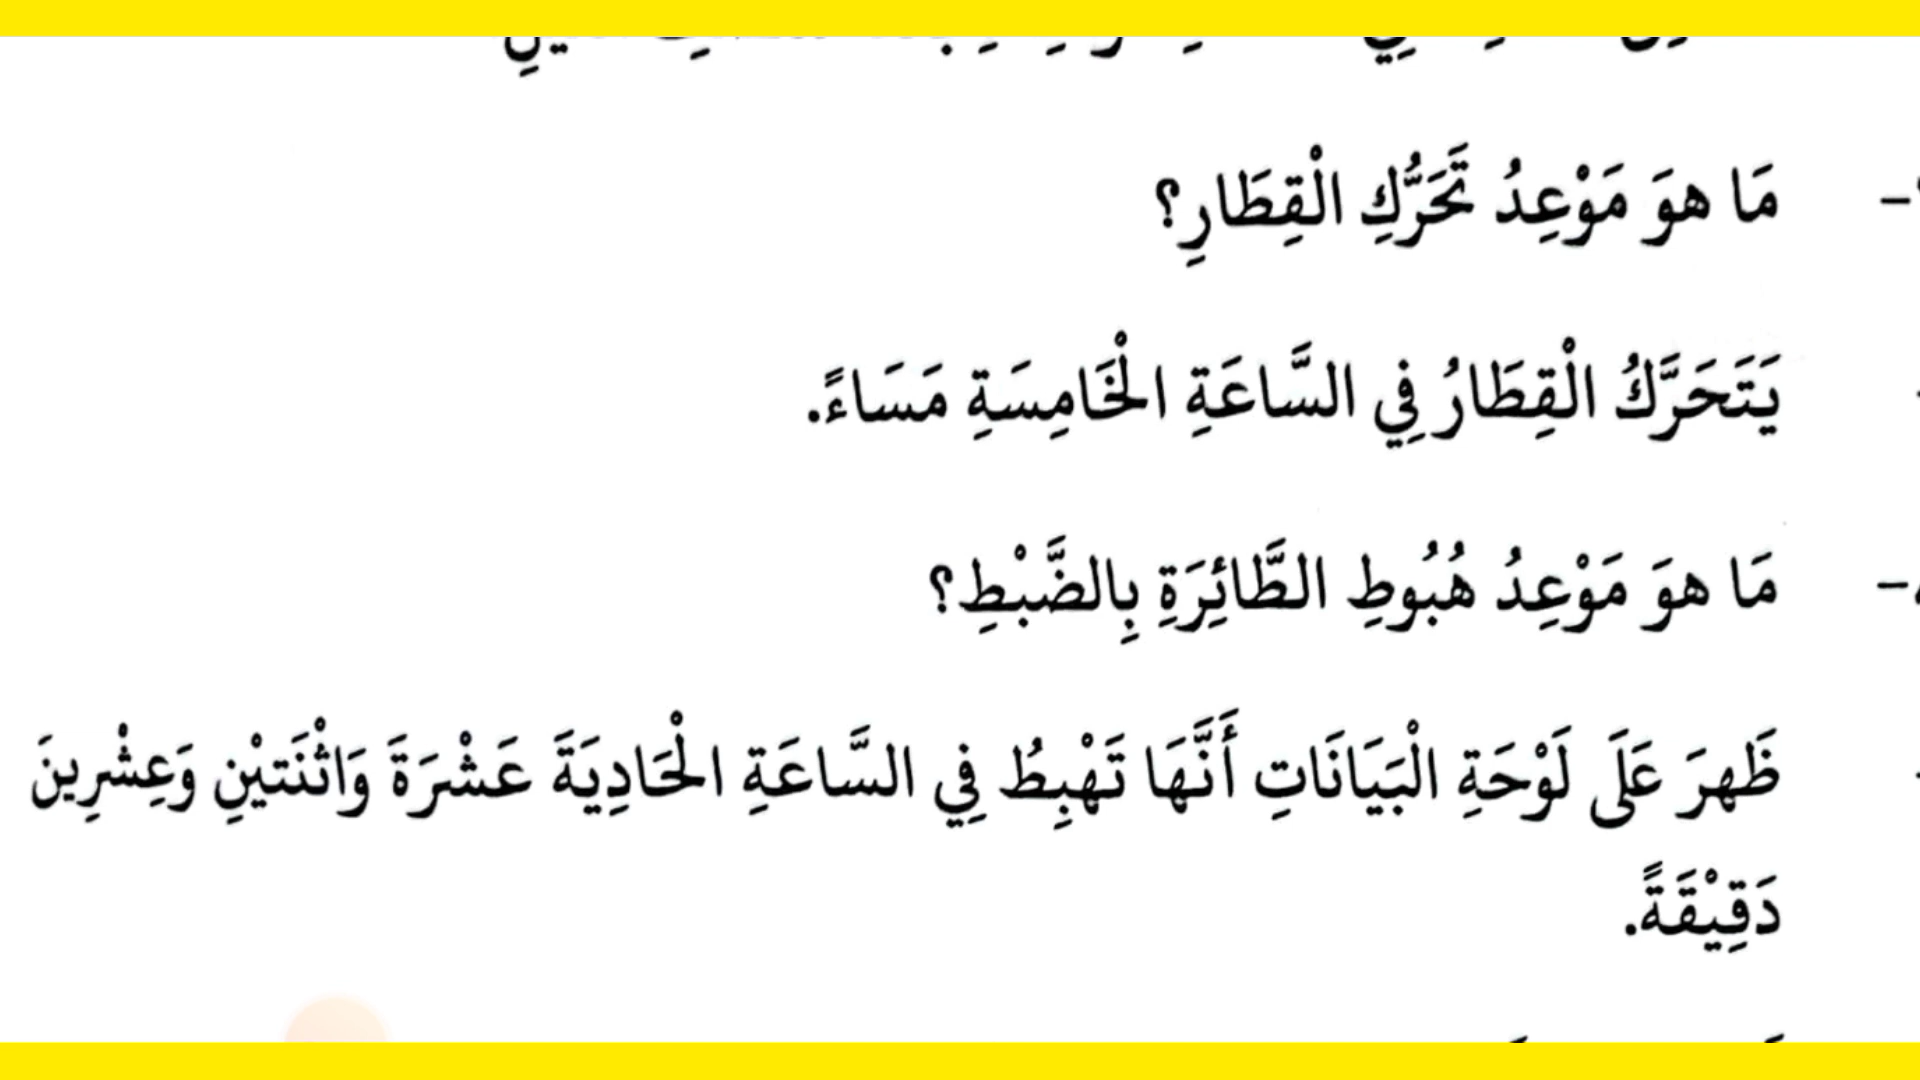 مَا هوَ مَوْعِدُ تَحَرُّكِ الْقِطَارِ؟
يَتَحَرَّكُ الْقِطَارُ فِي السَّاعَةِ الْخَامِسَةِ مَسَاءً.
مَا هوَ مَوْعِدُ هُبُوطِ الطَّائِرَةِ بِالضَّبْطِ؟
ظَهرَ عَلَى لَوْحَةِ الْبَيَانَاتِ أَنَّهَا تَهْبِطُ فِي السَّاعَةِ الْحَادِيَةَ عَشْرَةَ وَاثْنَتيْنِ وَعِشْرِينَ
دَقِيْقَةً.